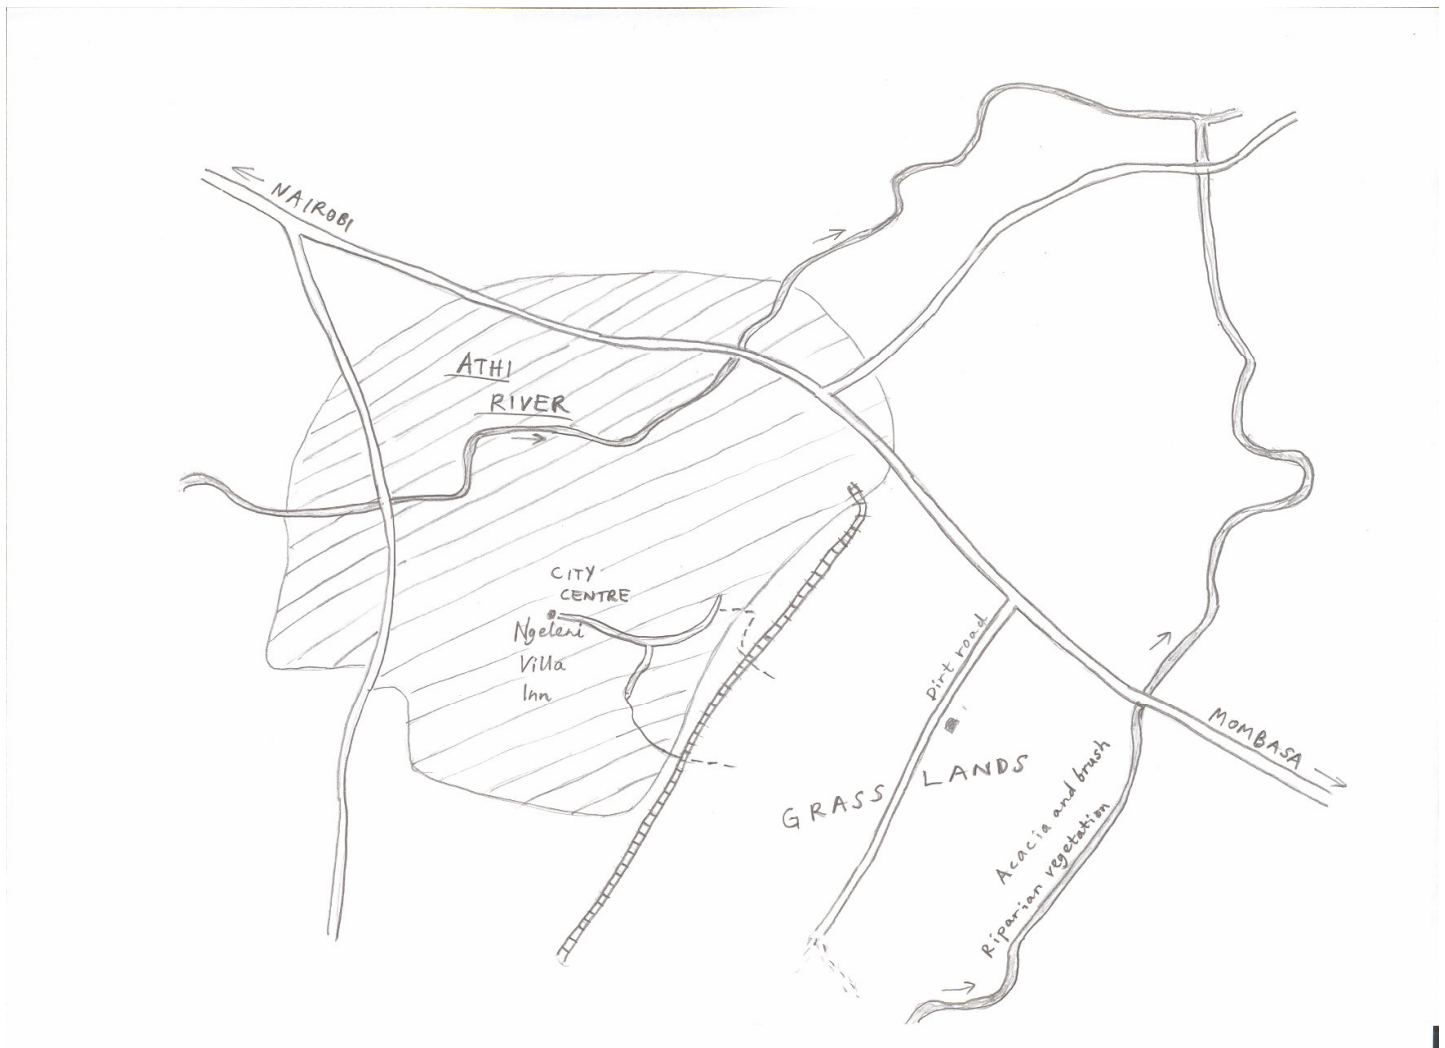 NAIROBI
ATHI
RIVER
CITY
CENTRE
Ngeleni
Villa
Inn
Dirt road
MOMBASA
GRASS LANDS
Acacia and brush
Riparian vegetation